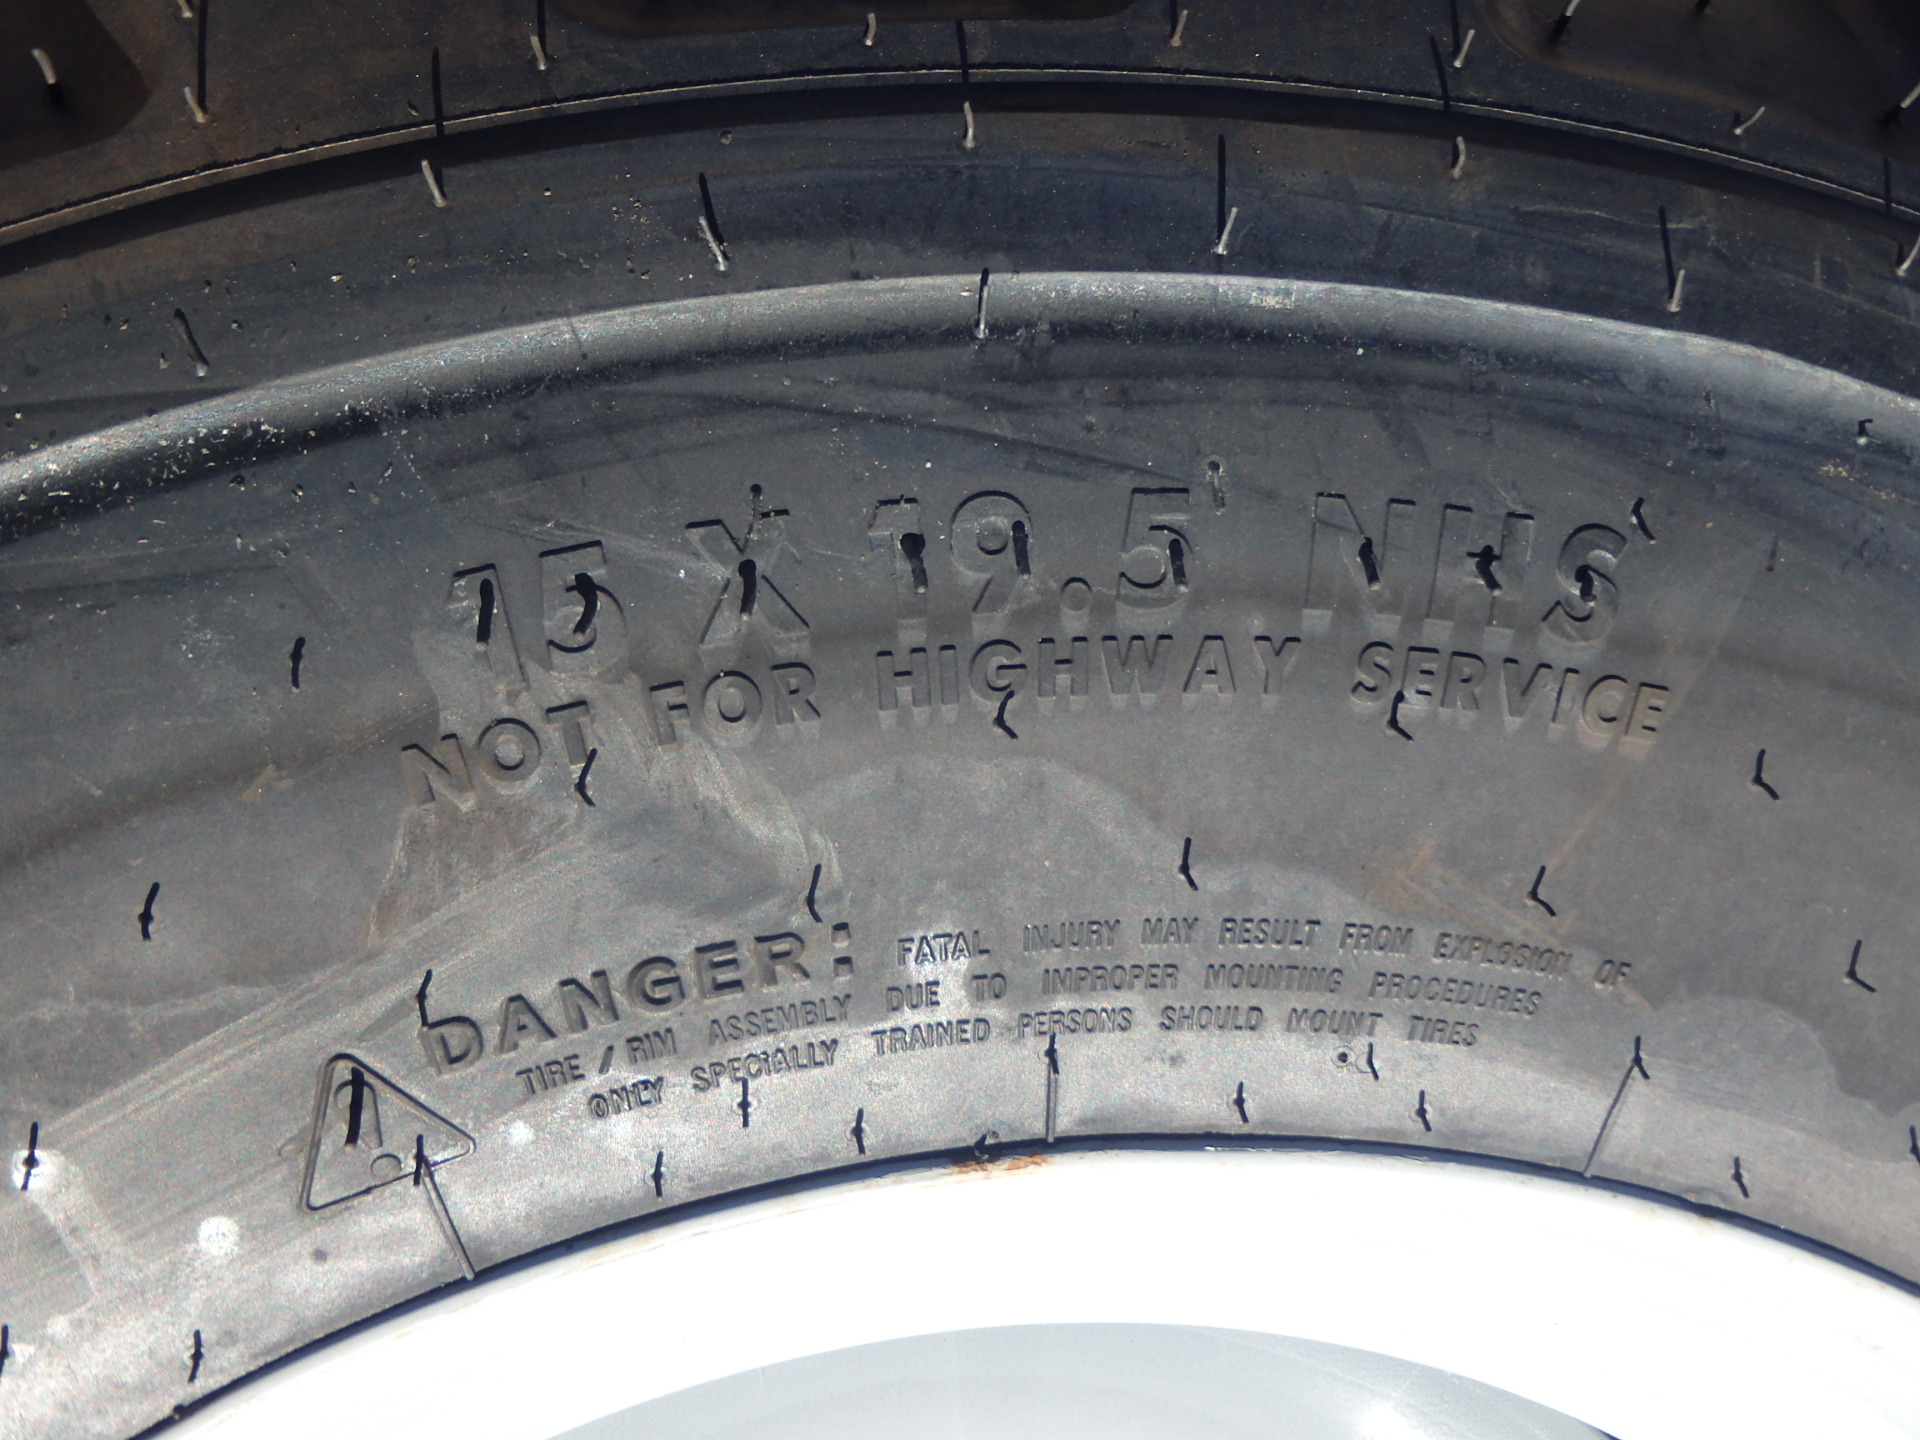 15 X 19.5 NHS
NOT FOR HIGHWAY SERVICE
DANGER: FATAL INJURY MAY RESULT FROM EXPLOSION OF
TIRE / RIM ASSEMBLY DUE TO IMPROPER MOUNTING PROCEDURES
ONLY SPECIALLY TRAINED PERSONS SHOULD MOUNT TIRES